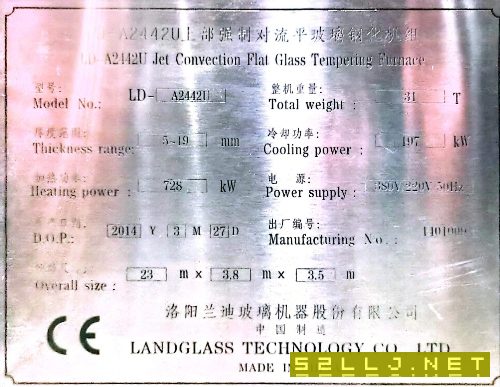 LD-A2442U上部强制对流平玻璃钢化机组
LD-A2442U Jet Convection Flat Glass Tempering Furnace
型号: 整机重量:
Model No.: LD- A2442U Total weight : 31 T
厚度范围: 冷却功率:
Thickness range: 5-19 mm Cooling power : 197 kW
加热功率: 电 源:
Heating power : 728 kW Power supply : 380V/220V 50Hz
生产日期: 出厂编号:
D.O.P.: 2014 Y 3 M 27 D Manufacturing No.: 1401009
Overall size : 23 m× 3.8 m× 3.5 m
洛阳兰迪玻璃机器股份有限公司
中国制造
CE LANDGLASS TECHNOLOGY CO., LTD
MADE IN
52LLJ.NET